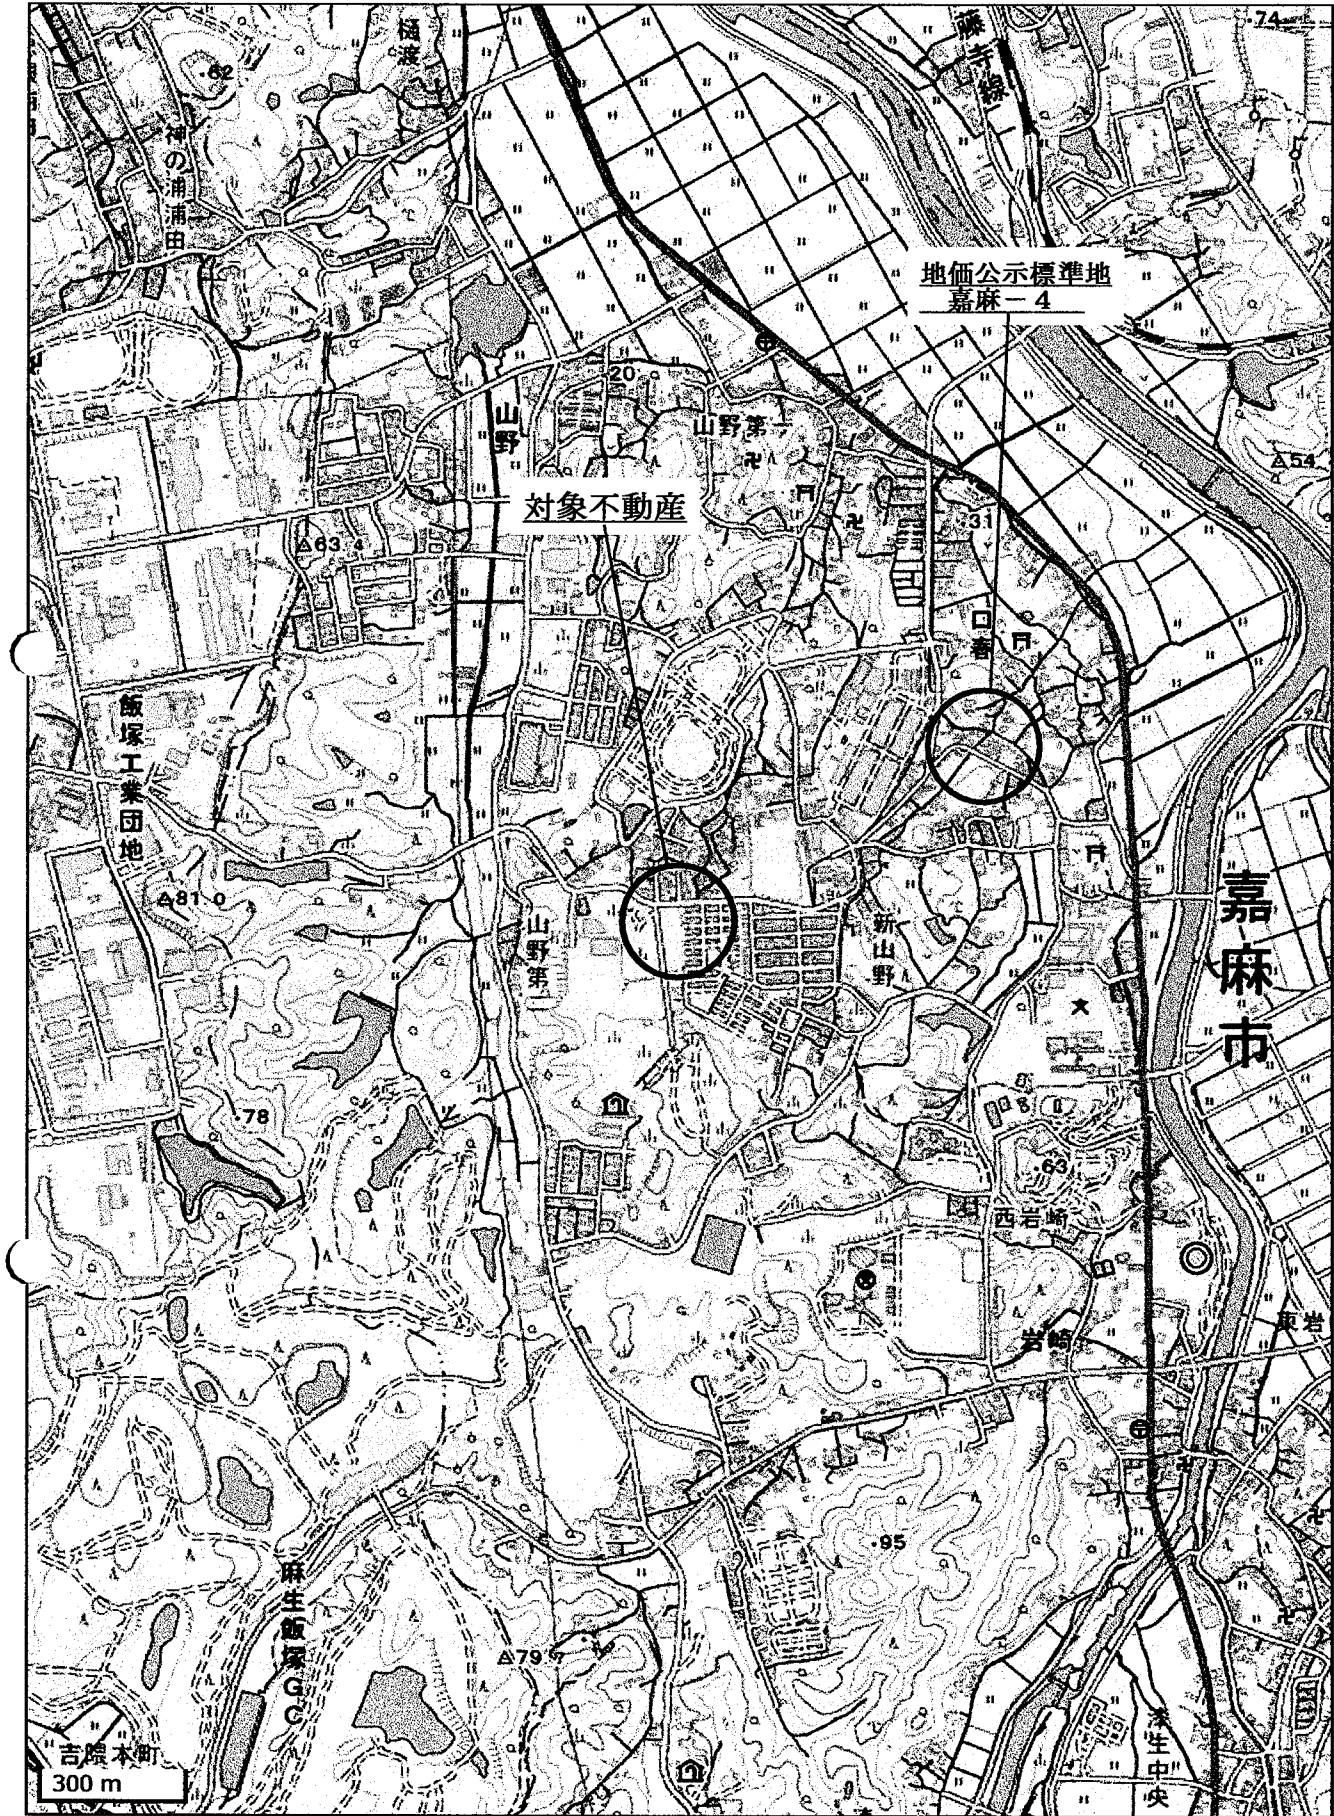 樋渡
・62
神の浦浦田
藤寺線
・74
地価公示標準地
嘉麻－4
20
山野
山野第一
△54
対象不動産
31
△63.4
口春
飯塚工業団地
△81.0
山野第二
新山野
嘉麻市
・78
・63
西岩崎
岩崎
東岩
・95
麻生飯塚GC
△79.7
吉隈本町
300 m
漆生中央